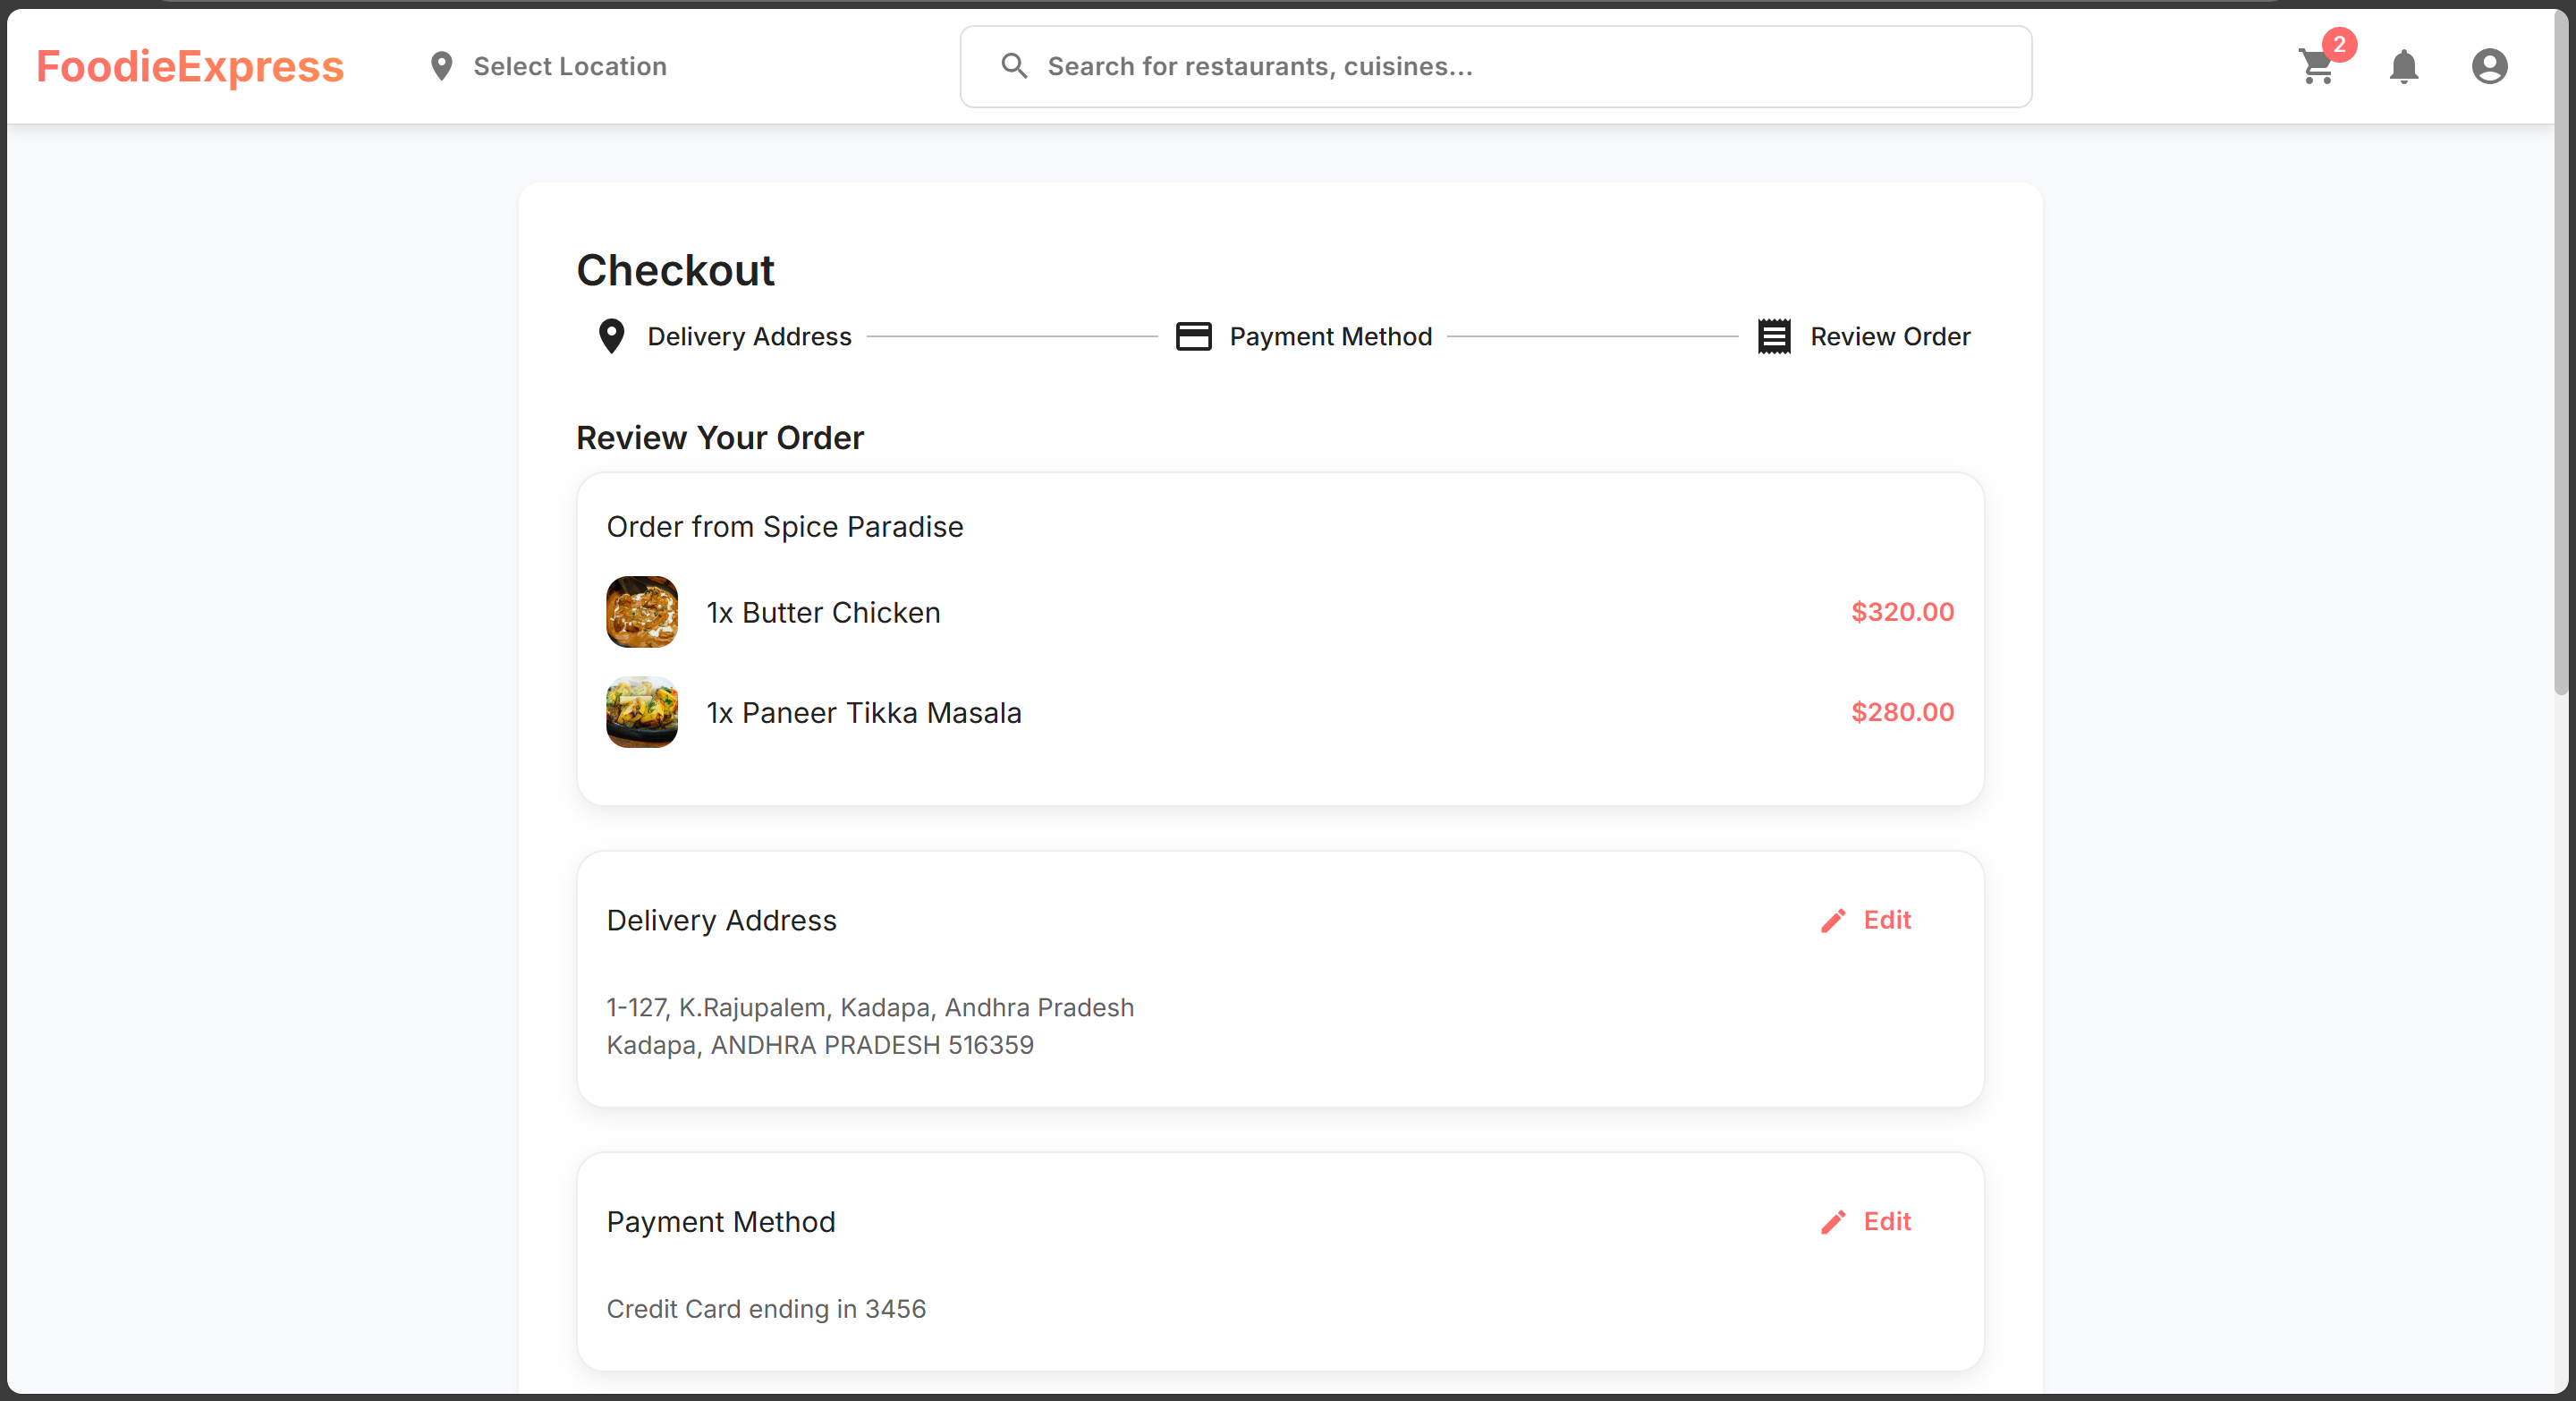 FoodieExpress
Select Location
Search for restaurants, cuisines...
2
Checkout
Delivery Address
Payment Method
Review Order
Review Your Order
Order from Spice Paradise
1x Butter Chicken
$320.00
1x Paneer Tikka Masala
$280.00
Delivery Address
Edit
1-127, K.Rajupalem, Kadapa, Andhra Pradesh
Kadapa, ANDHRA PRADESH 516359
Payment Method
Edit
Credit Card ending in 3456